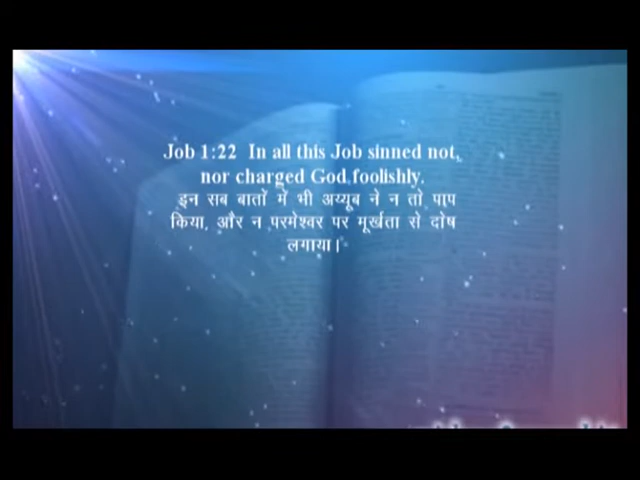 Job 1:22 In all this Job sinned not,
nor charged God foolishly.
इन सब बातों में भी अय्यूब ने न तो पाप
किया, और न परमेश्वर पर मूर्खता से दोष
लगाया।